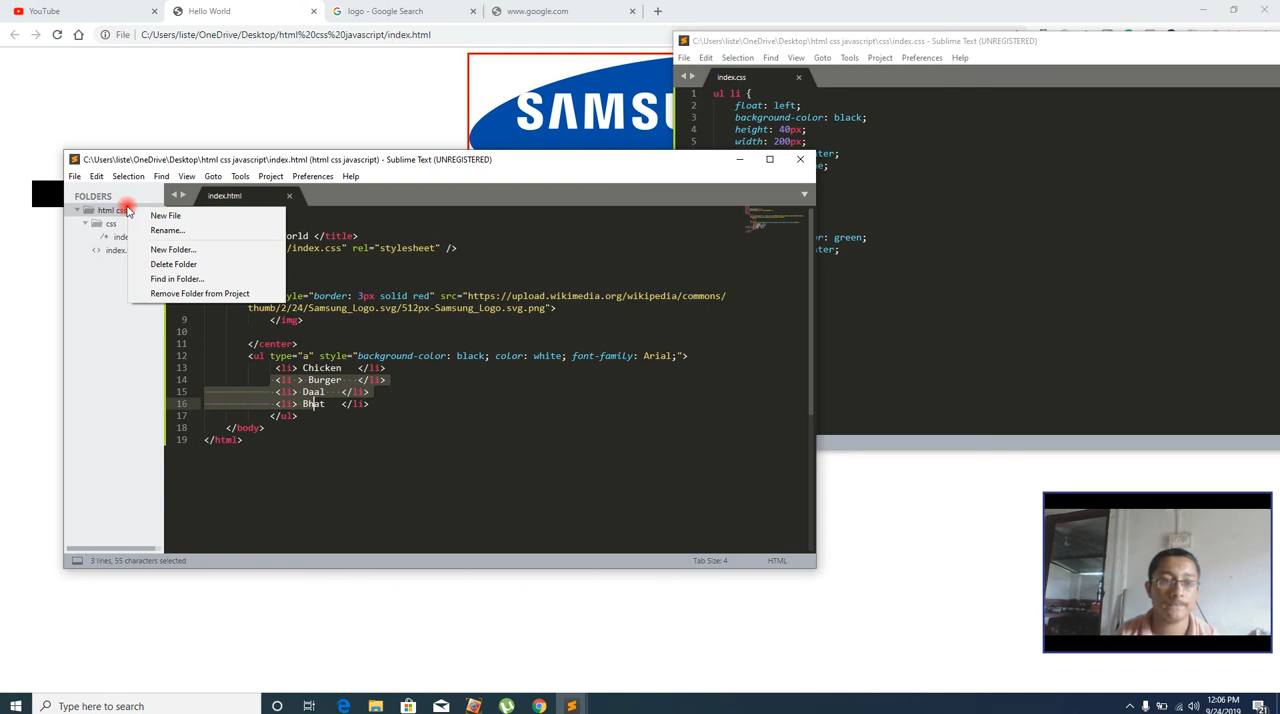 YouTube
Hello World
logo - Google Search
www.google.com
File
C:/Users/liste/OneDrive/Desktop/html%20css%20javascript/index.html
C:\Users\liste\OneDrive\Desktop\html css javascript\css\index.css - Sublime Text (UNREGISTERED)
File Edit Selection Find View Goto Tools Project Preferences Help
index.css
1 ul li {
2 float: left;
3 background-color: black;
4 height: 40px;
5 width: 200px;
SAMSU
C:\Users\liste\OneDrive\Desktop\html css javascript\index.html (html css javascript) - Sublime Text (UNREGISTERED)
File Edit Selection Find View Goto Tools Project Preferences Help
FOLDERS
html css
css
index.html
New File
Rename...
New Folder...
Delete Folder
Find in Folder...
Remove Folder from Project
</title>
/index.css" rel="stylesheet" />
style="border: 3px solid red" src="https://upload.wikimedia.org/wikipedia/commons/
thumb/2/24/Samsung_Logo.svg/512px-Samsung_Logo.svg.png">
9 </img>
10
11 </center>
12 <ul type="a" style="background-color: black; color: white; font-family: Arial;">
13 <li> Chicken </li>
14 <li > Burger </li>
15 <li> Daal </li>
16 <li> Bhat </li>
17 </ul>
18 </body>
19 </html>
: green;
3 lines, 55 characters selected
Tab Size: 4
HTML
Type here to search
12:06 PM
9/24/2019
21